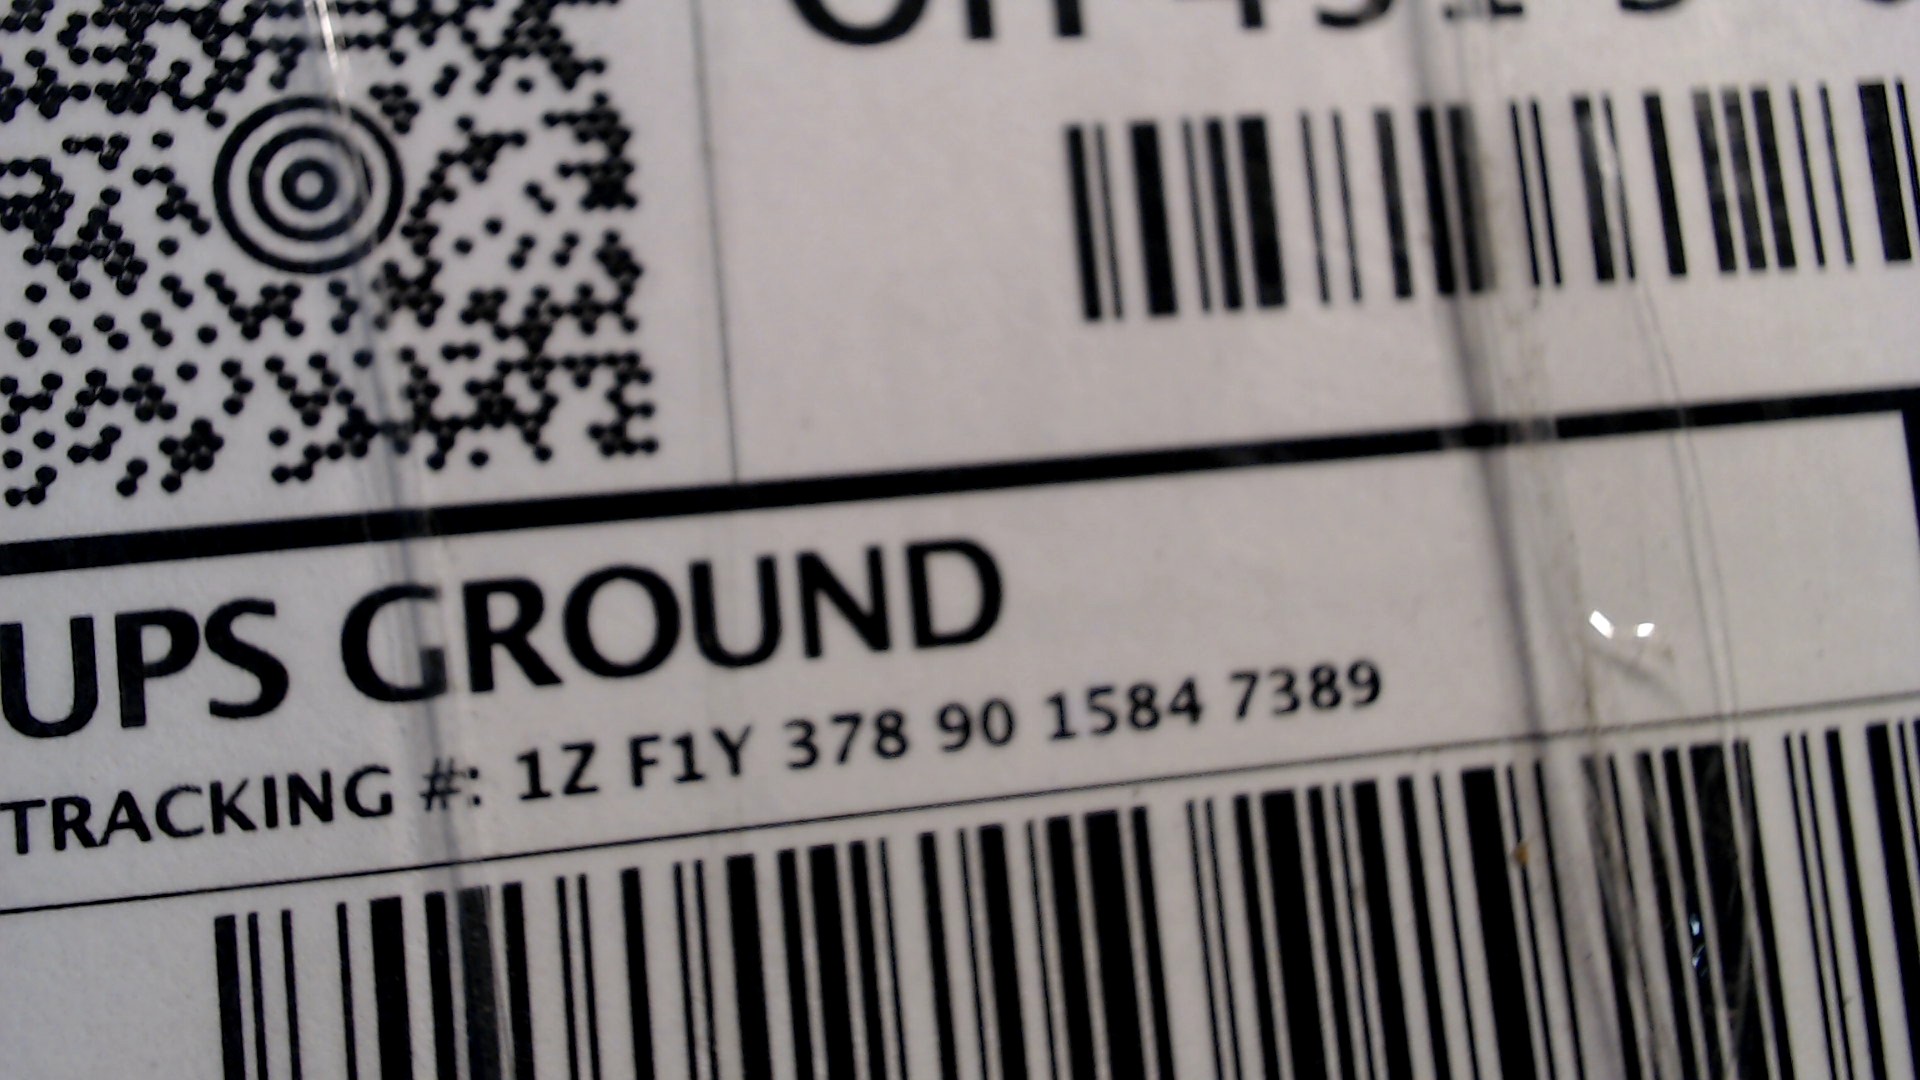 UPS GROUND
TRACKING #: 1Z F1Y 378 90 1584 7389